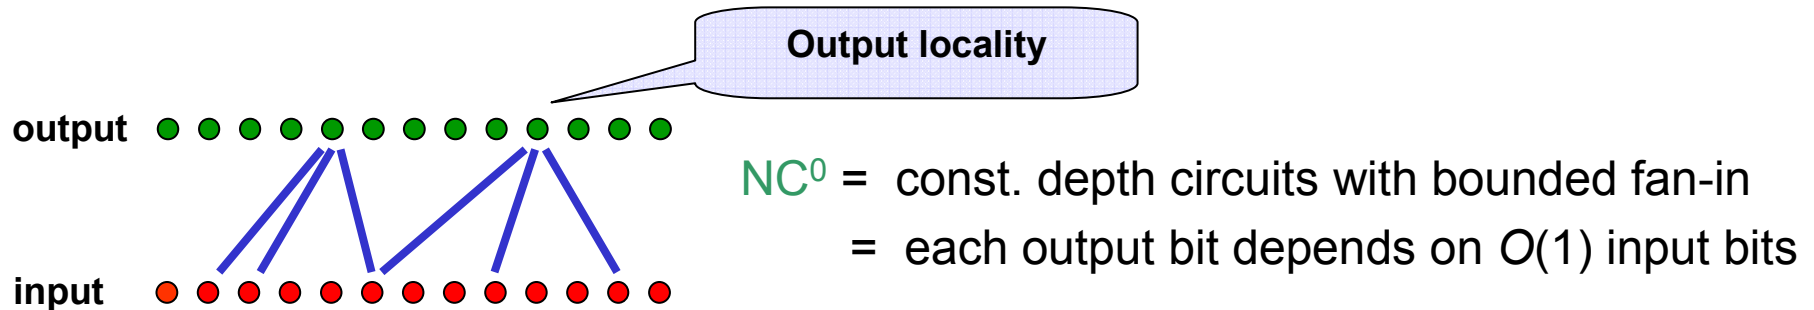 Output locality
output
NC⁰ = const. depth circuits with bounded fan-in
= each output bit depends on O(1) input bits
input